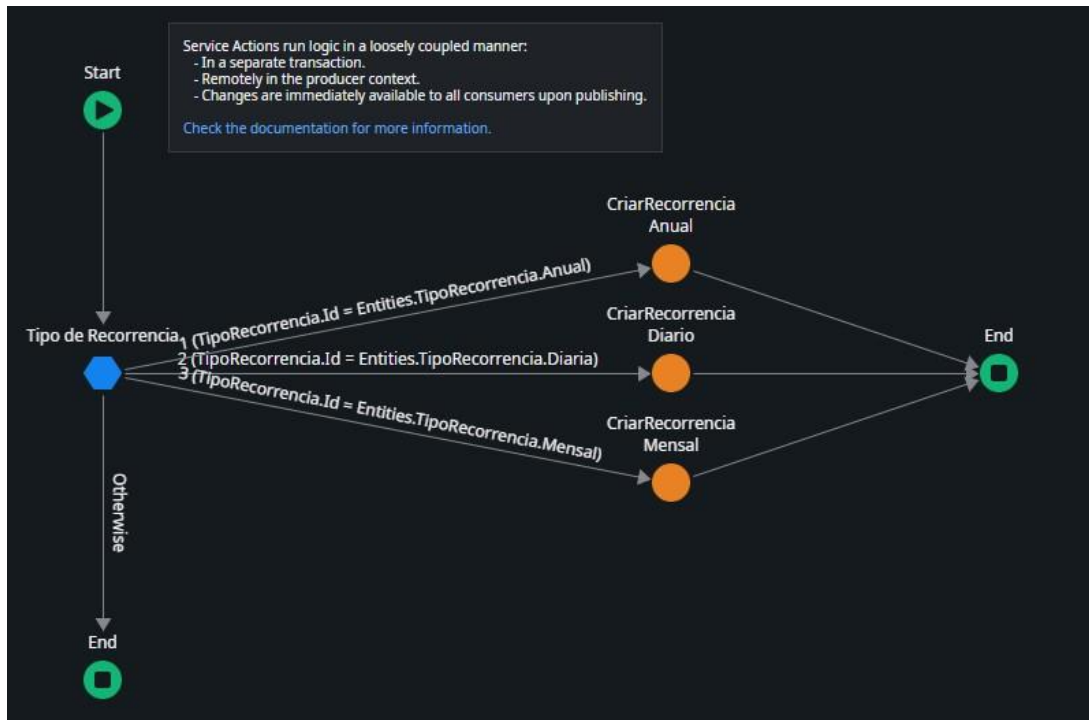 Service Actions run logic in a loosely coupled manner:
- In a separate transaction.
- Remotely in the producer context.
- Changes are immediately available to all consumers upon publishing.
Check the documentation for more information.
Start
CriarRecorrencia
Anual
1 (TipoRecorrencia.Id = Entities.TipoRecorrencia.Anual)
CriarRecorrencia
Diario
Tipo de Recorrencia
2 (TipoRecorrencia.Id = Entities.TipoRecorrencia.Diaria)
End
3 (TipoRecorrencia.Id = Entities.TipoRecorrencia.Mensal)
CriarRecorrencia
Mensal
Otherwise
End